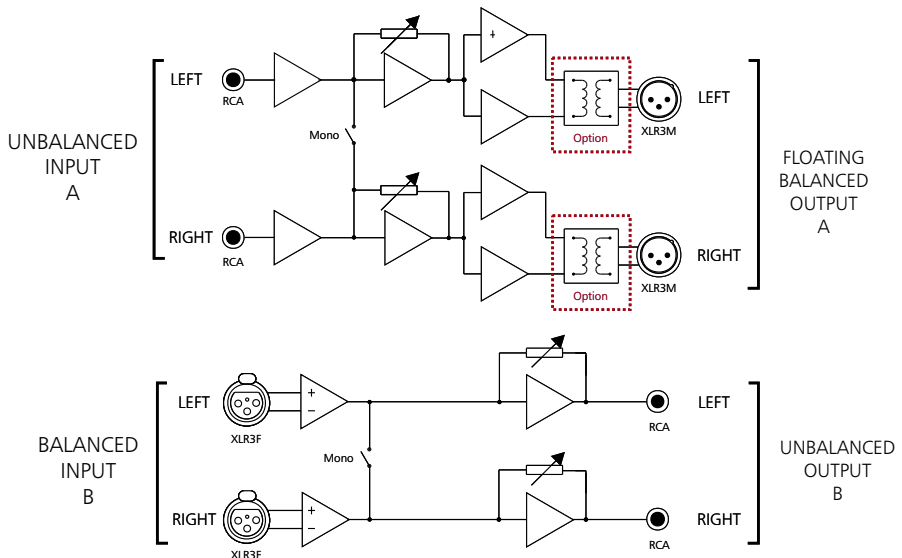 UNBALANCED
INPUT
A
LEFT
RCA
Mono
RIGHT
RCA
+
Option
XLR3M
LEFT
Option
XLR3M
RIGHT
FLOATING
BALANCED
OUTPUT
A
BALANCED
INPUT
B
LEFT
XLR3F
+
−
Mono
RIGHT
XLR3F
+
−
RCA
LEFT
RCA
RIGHT
UNBALANCED
OUTPUT
B